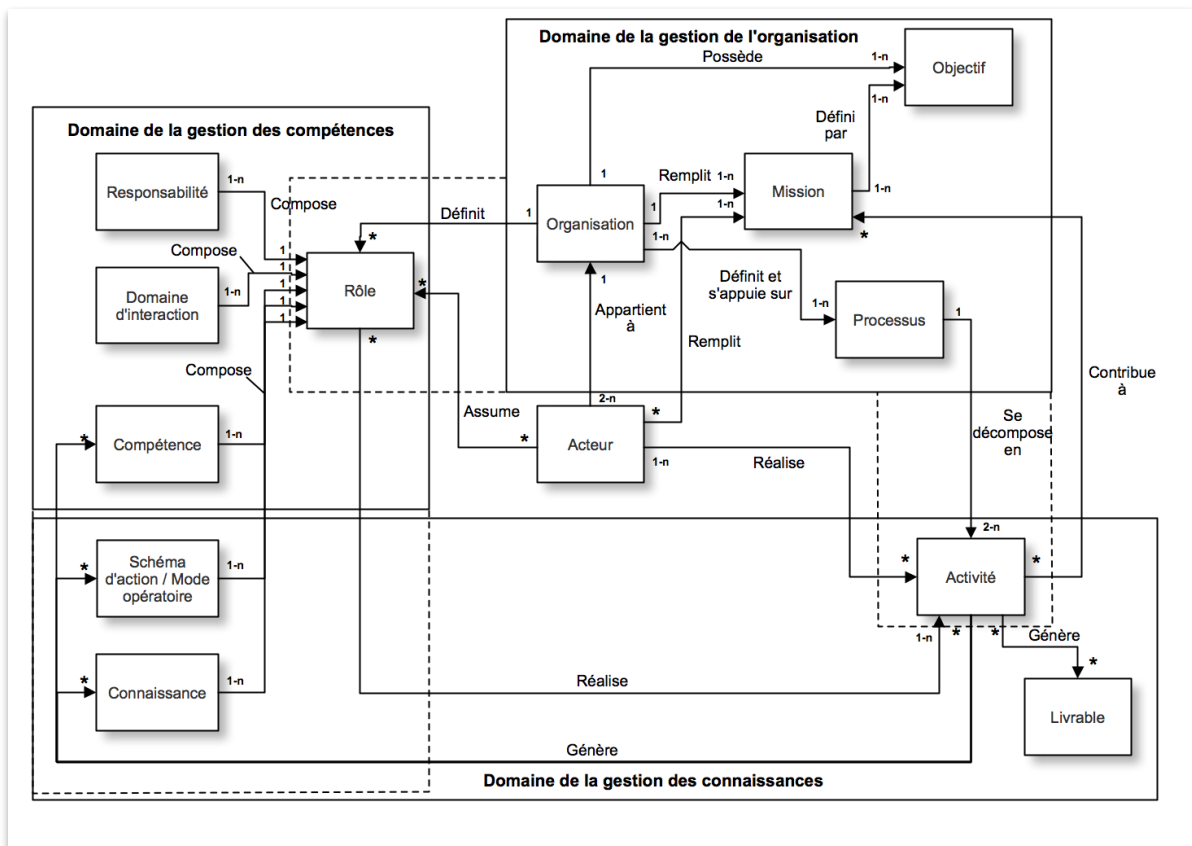 Domaine de la gestion de l'organisation
Possède
1-n
Objectif
1-n
Défini
par
Domaine de la gestion des compétences
Responsabilité
1-n
Compose
1
Remplit
1-n
Mission
1-n
1-n
Définit
1
Organisation
1
1-n
*
*
Compose
1
1
1
1
1
Domaine
d'interaction
1-n
Rôle
*
*
Appartient
à
1
Définit et
s'appuie sur
1-n
Processus
1
Remplit
Contribue
à
Compose
Assume
2-n
*
Se
décompose
en
*
Compétence
1-n
*
Acteur
1-n
Réalise
2-n
*
Schéma
d'action / Mode
opératoire
1-n
*
Activité
*
1-n
*
*
Génère
*
*
Connaissance
1-n
Réalise
Livrable
Génère
Domaine de la gestion des connaissances